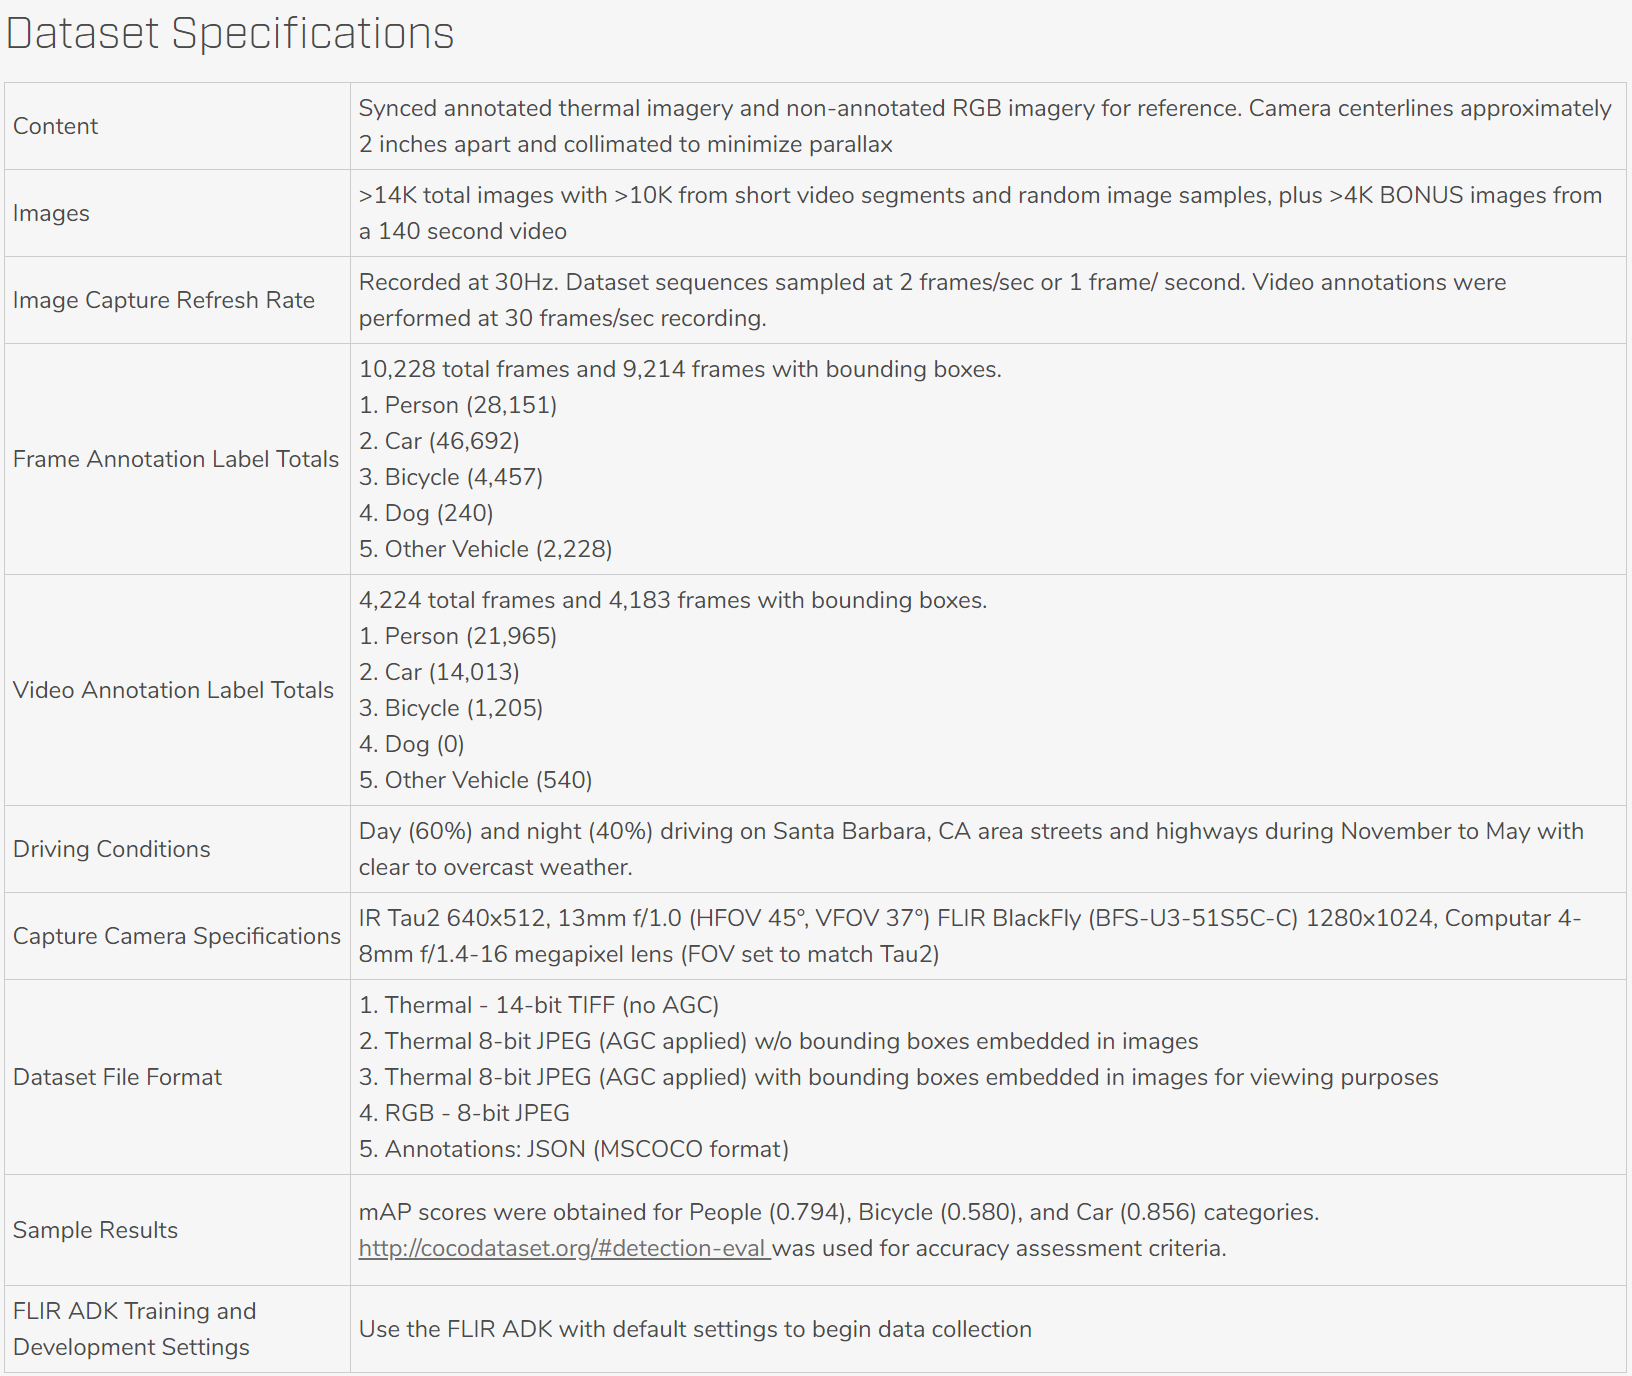 Dataset Specifications
Content
Synced annotated thermal imagery and non-annotated RGB imagery for reference. Camera centerlines approximately
2 inches apart and collimated to minimize parallax
Images
>14K total images with >10K from short video segments and random image samples, plus >4K BONUS images from
a 140 second video
Image Capture Refresh Rate
Recorded at 30Hz. Dataset sequences sampled at 2 frames/sec or 1 frame/ second. Video annotations were
performed at 30 frames/sec recording.
Frame Annotation Label Totals
10,228 total frames and 9,214 frames with bounding boxes.
1. Person (28,151)
2. Car (46,692)
3. Bicycle (4,457)
4. Dog (240)
5. Other Vehicle (2,228)
Video Annotation Label Totals
4,224 total frames and 4,183 frames with bounding boxes.
1. Person (21,965)
2. Car (14,013)
3. Bicycle (1,205)
4. Dog (0)
5. Other Vehicle (540)
Driving Conditions
Day (60%) and night (40%) driving on Santa Barbara, CA area streets and highways during November to May with
clear to overcast weather.
Capture Camera Specifications
IR Tau2 640x512, 13mm f/1.0 (HFOV 45°, VFOV 37°) FLIR BlackFly (BFS-U3-51S5C-C) 1280x1024, Computar 4-
8mm f/1.4-16 megapixel lens (FOV set to match Tau2)
Dataset File Format
1. Thermal - 14-bit TIFF (no AGC)
2. Thermal 8-bit JPEG (AGC applied) w/o bounding boxes embedded in images
3. Thermal 8-bit JPEG (AGC applied) with bounding boxes embedded in images for viewing purposes
4. RGB - 8-bit JPEG
5. Annotations: JSON (MSCOCO format)
Sample Results
mAP scores were obtained for People (0.794), Bicycle (0.580), and Car (0.856) categories.
http://cocodataset.org/#detection-eval was used for accuracy assessment criteria.
FLIR ADK Training and
Development Settings
Use the FLIR ADK with default settings to begin data collection